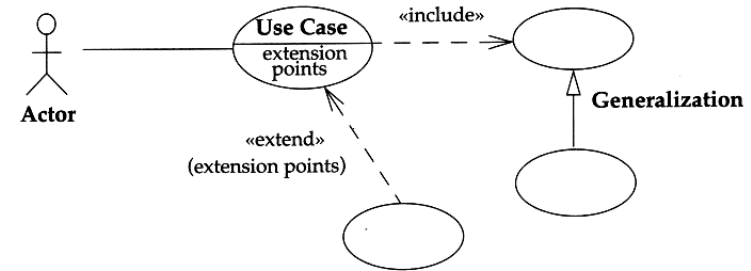 «include»
Use Case
extension
points
Actor
Generalization
«extend»
(extension points)